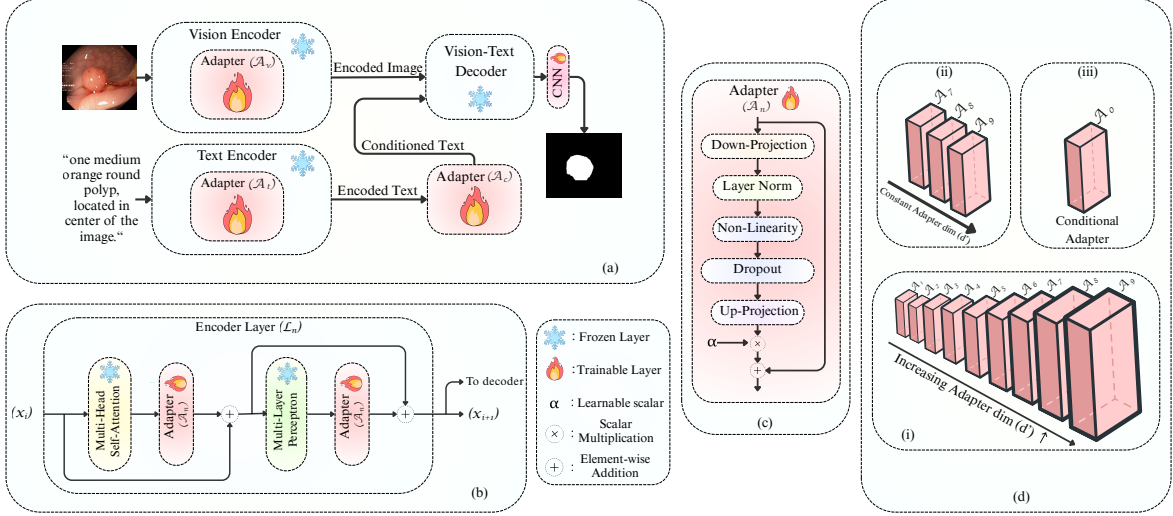 Vision Encoder
Adapter (𝒜ᵥ)
Encoded Image
Vision-Text
Decoder
CNN
"one medium
orange round
polyp,
located in
center of the
image."
Text Encoder
Adapter (𝒜ₜ)
Encoded Text
Conditioned Text
Adapter (𝒜_c)
(a)
Encoder Layer (ℒₙ)
(x_i)
Multi-Head
Self-Attention
Adapter
(𝒜ₙ)
+
Multi-Layer
Perceptron
Adapter
(𝒜ₙ)
+
To decoder
(x_{i+1})
(b)
: Frozen Layer
: Trainable Layer
α : Learnable scalar
× : Scalar
Multiplication
+ : Element-wise
Addition
Adapter
(𝒜ₙ)
Down-Projection
Layer Norm
Non-Linearity
Dropout
Up-Projection
α
×
+
(c)
(ii)
𝒜₇
𝒜₈
𝒜₉
Constant Adapter dim (d')
(iii)
𝒜₀
Conditional
Adapter
𝒜₁
𝒜₂
𝒜₃
𝒜₄
𝒜₅
𝒜₆
𝒜₇
𝒜₈
𝒜₉
Increasing Adapter dim (d') ↑
(i)
(d)